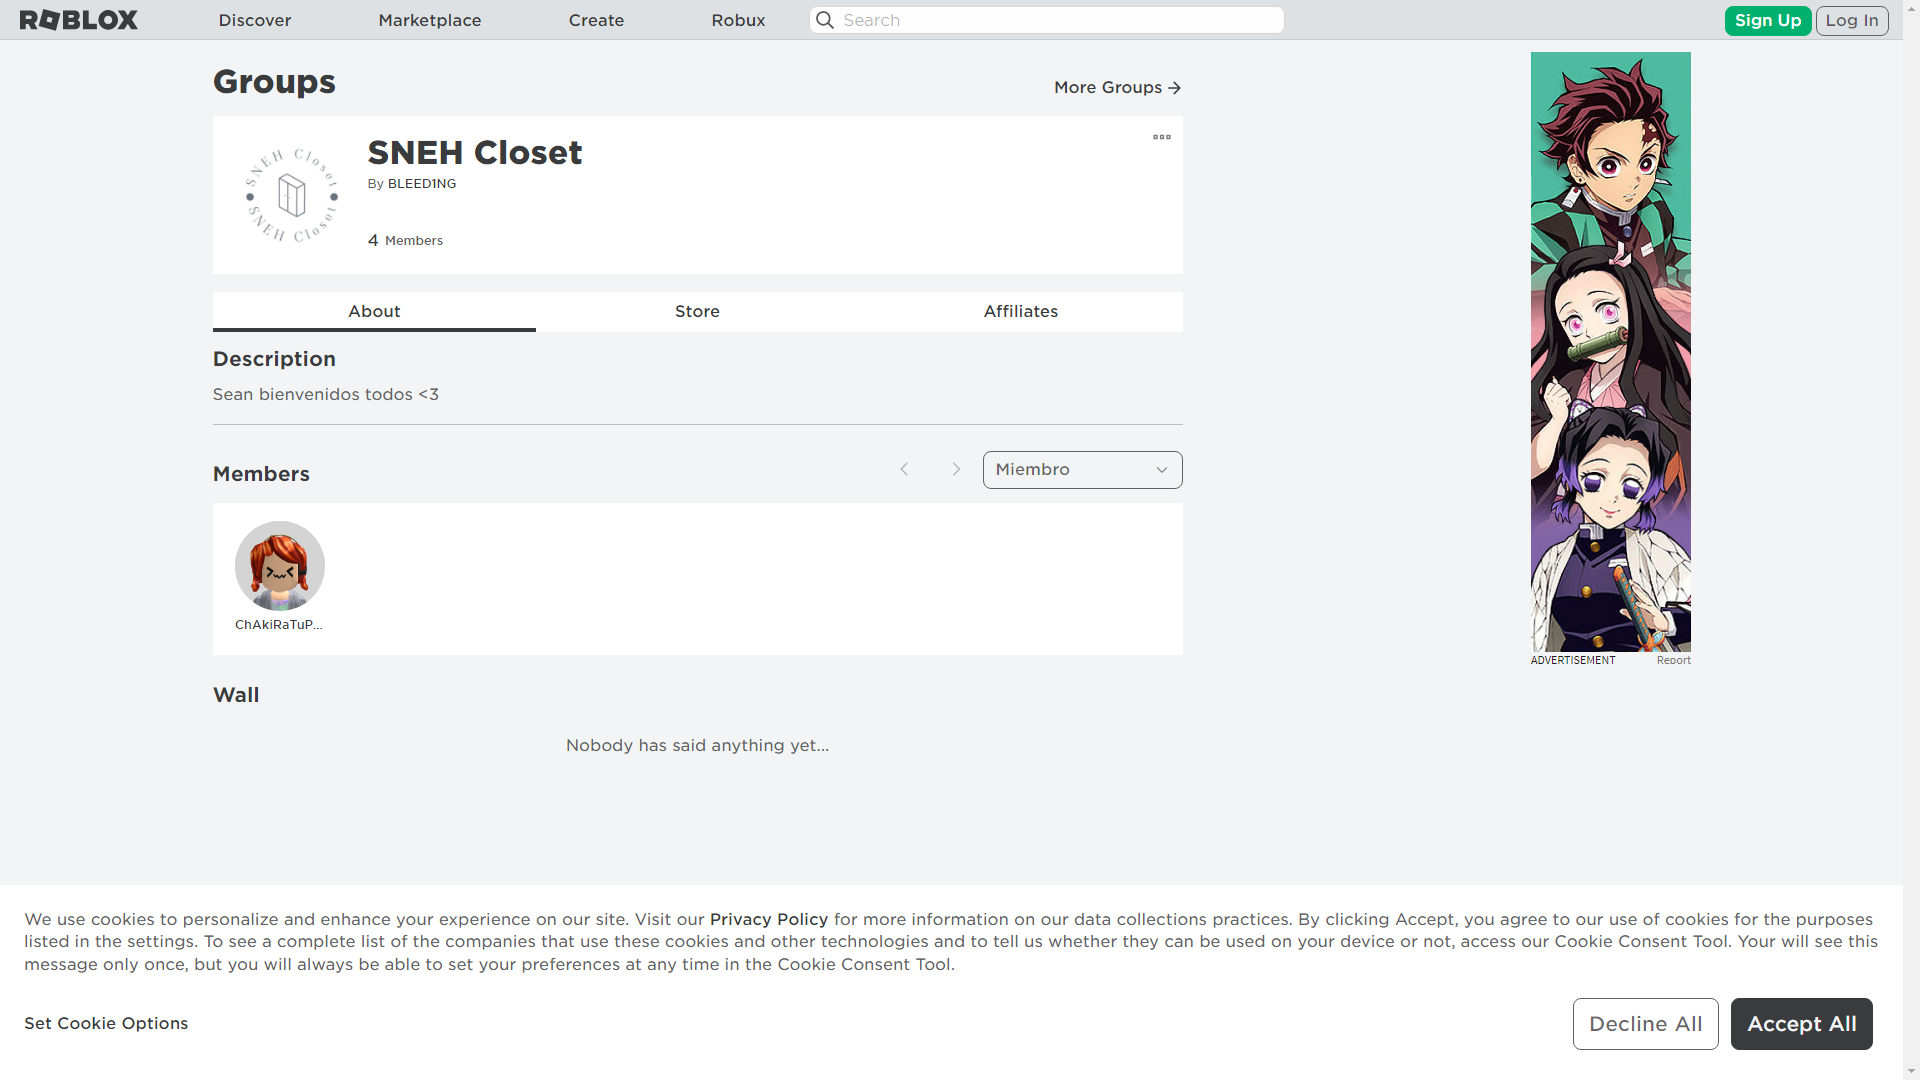 ROBLOX Discover Marketplace Create Robux Search Sign Up Log In
Groups
More Groups
SNEH Closet
SNEH Closet
SNEH Closet
By BLEED1NG
4 Members
About Store Affiliates
Description
Sean bienvenidos todos <3
Members
Miembro
ChAkiRaTuP...
Wall
Nobody has said anything yet...
ADVERTISEMENT Report
We use cookies to personalize and enhance your experience on our site. Visit our Privacy Policy for more information on our data collections practices. By clicking Accept, you agree to our use of cookies for the purposes
listed in the settings. To see a complete list of the companies that use these cookies and other technologies and to tell us whether they can be used on your device or not, access our Cookie Consent Tool. Your will see this
message only once, but you will always be able to set your preferences at any time in the Cookie Consent Tool.
Set Cookie Options
Decline All
Accept All